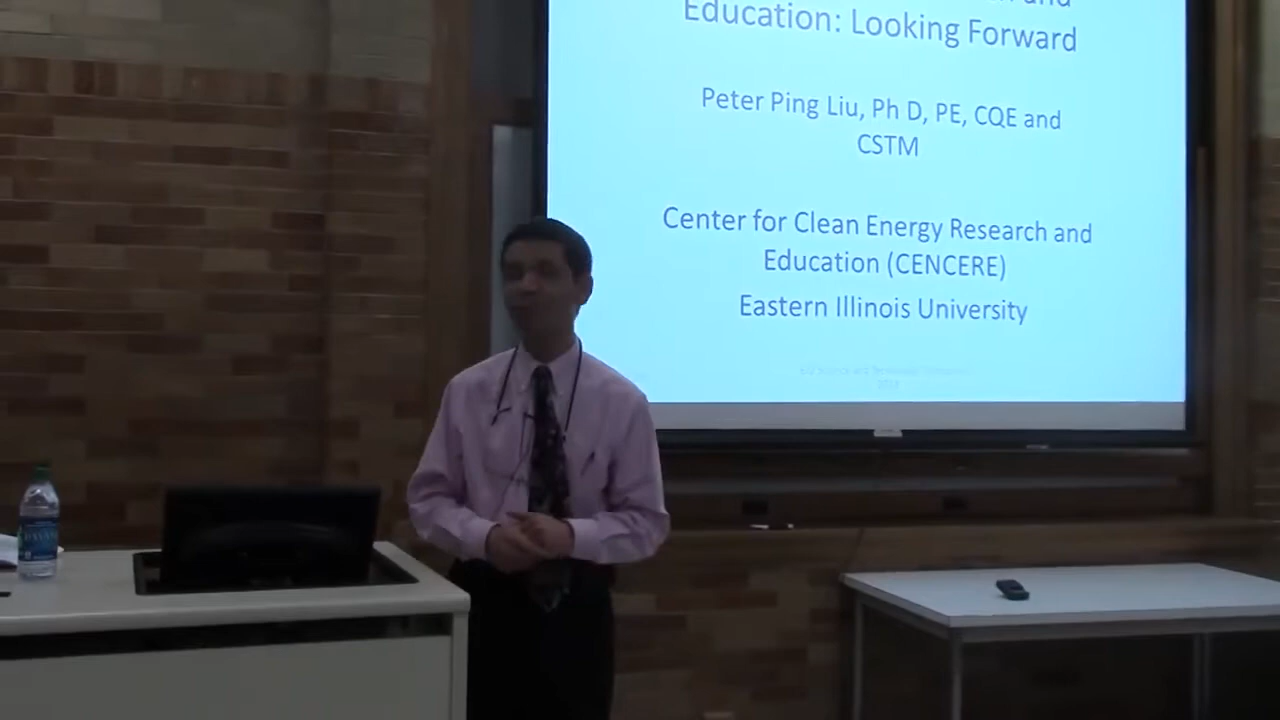 and
Education: Looking Forward
Peter Ping Liu, Ph D, PE, CQE and
CSTM
Center for Clean Energy Research and
Education (CENCERE)
Eastern Illinois University